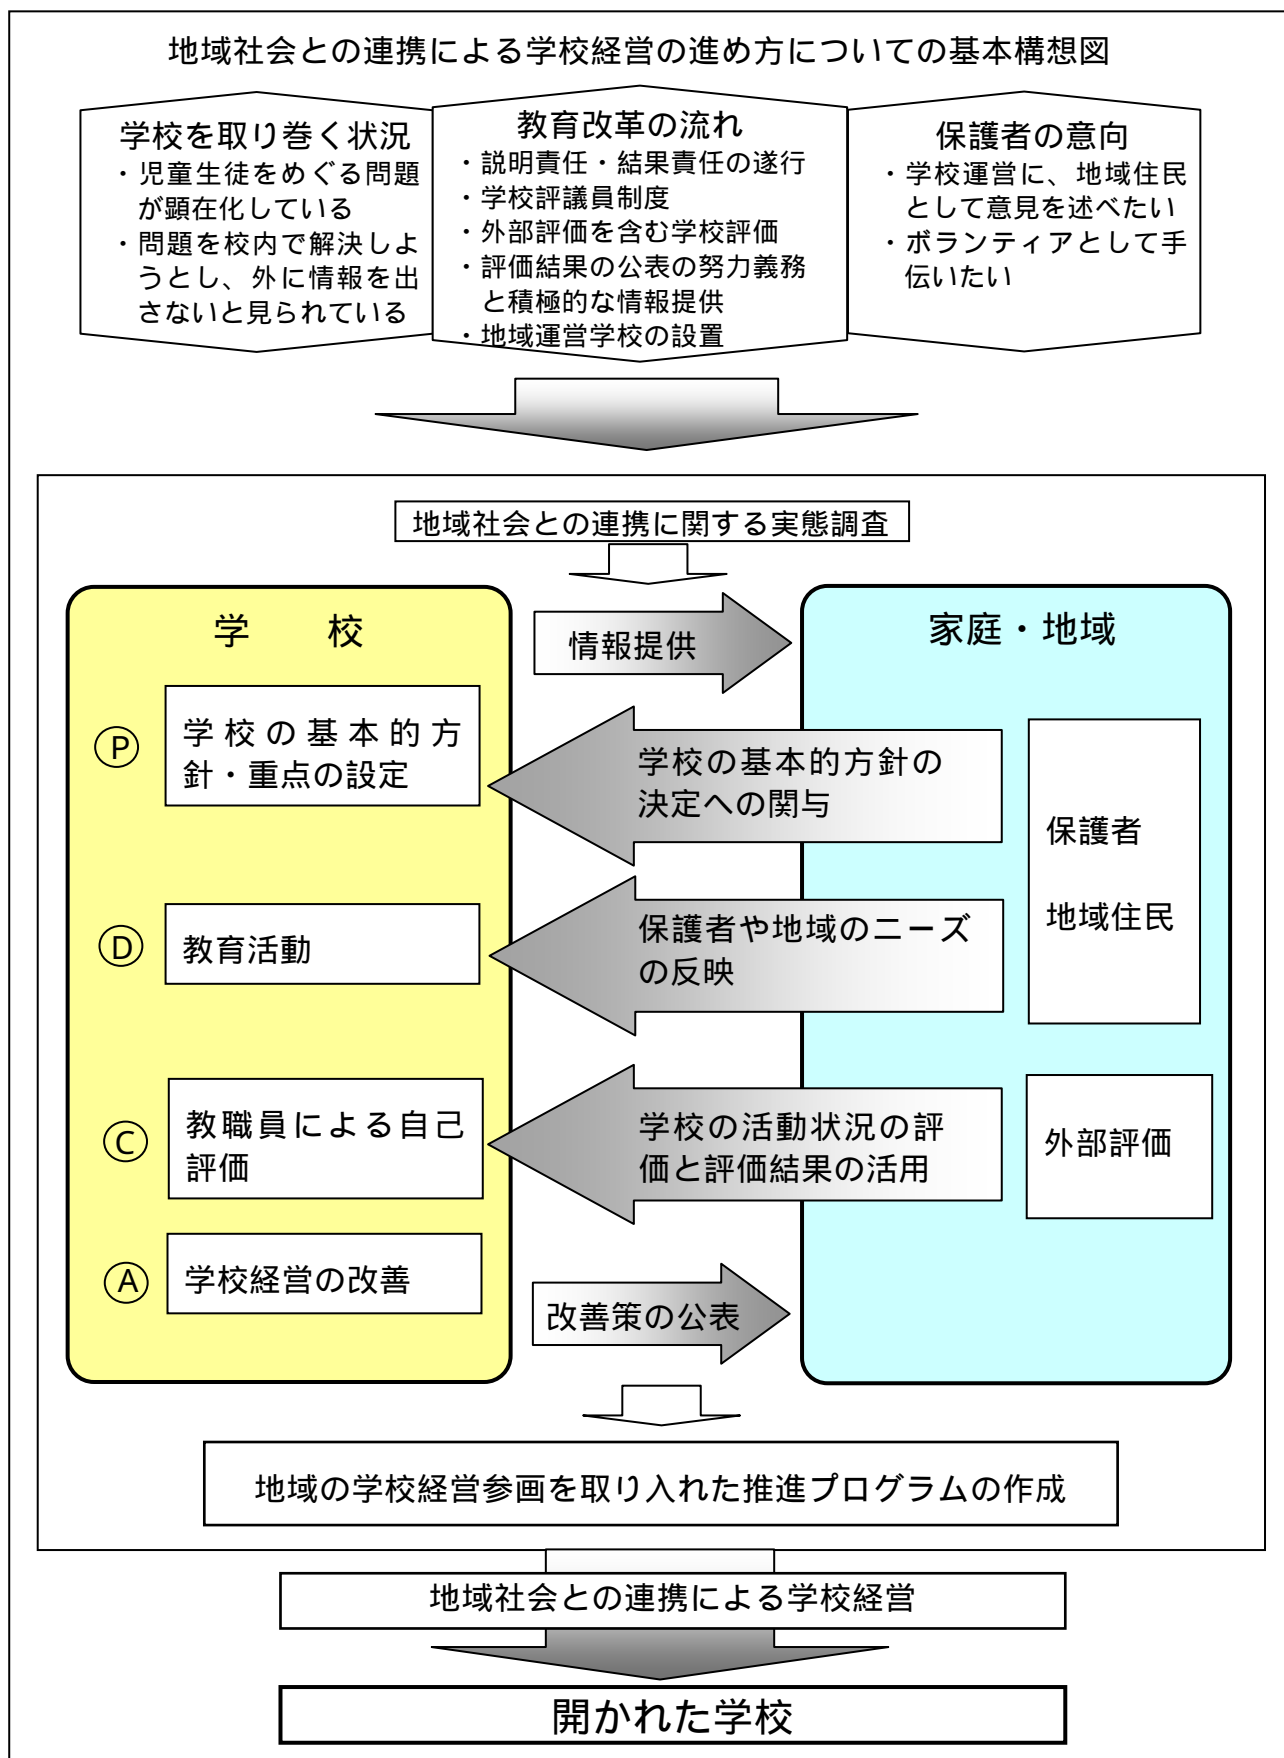 地域社会との連携による学校経営の進め方についての基本構想図
学校を取り巻く状況
・児童生徒をめぐる問題
が顕在化している
・問題を校内で解決しよ
うとし、外に情報を出
さないと見られている
教育改革の流れ
・説明責任・結果責任の遂行
・学校評議員制度
・外部評価を含む学校評価
・評価結果の公表の努力義務
と積極的な情報提供
・地域運営学校の設置
保護者の意向
・学校運営に、地域住民
として意見を述べたい
・ボランティアとして手
伝いたい
地域社会との連携に関する実態調査
学 校
情報提供
家庭・地域
P
学校の基本的方
針・重点の設定
学校の基本的方針の
決定への関与
保護者
地域住民
D
教育活動
保護者や地域のニーズ
の反映
C
教職員による自己
評価
学校の活動状況の評
価と評価結果の活用
外部評価
A
学校経営の改善
改善策の公表
地域の学校経営参画を取り入れた推進プログラムの作成
地域社会との連携による学校経営
開かれた学校